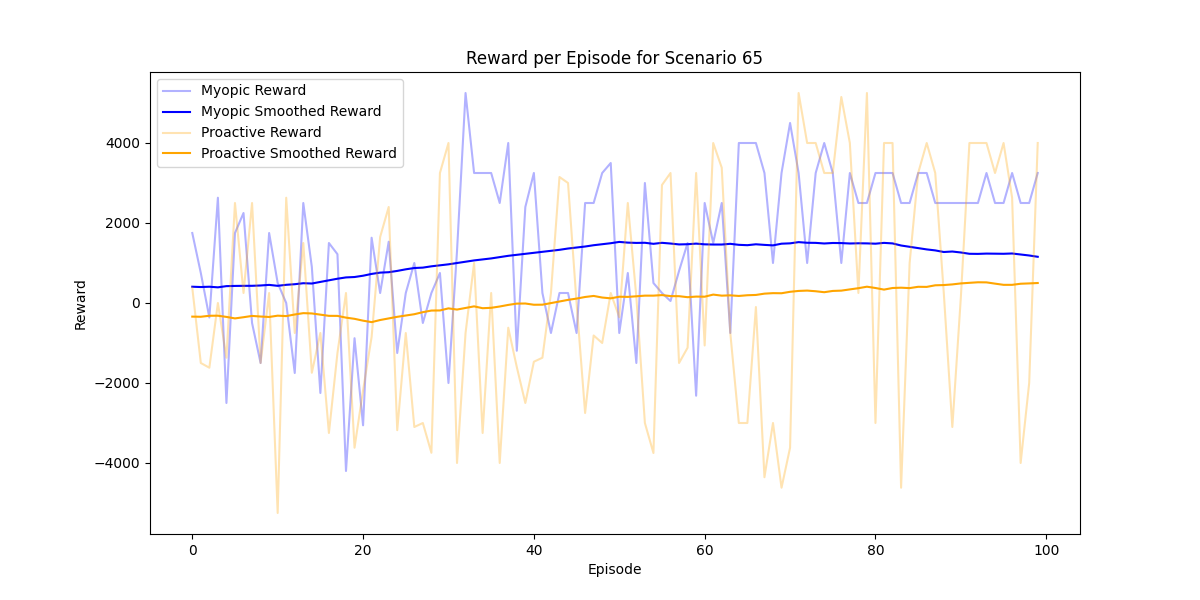 Reward per Episode for Scenario 65
Myopic Reward
Myopic Smoothed Reward
Proactive Reward
Proactive Smoothed Reward
4000
2000
0
−2000
−4000
Reward
0 20 40 60 80 100
Episode